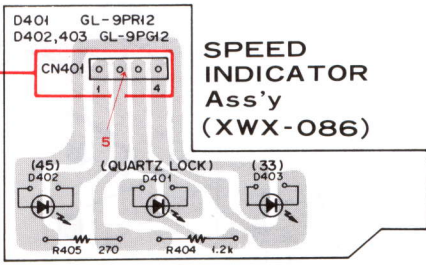 D401 GL-9PR12
D402,403 GL-9PG12
CN401
1 4
5
SPEED
INDICATOR
Ass'y
(XWX-086)
(45) (QUARTZ LOCK) (33)
D402 D401 D403
R405 270 R404 1.2k